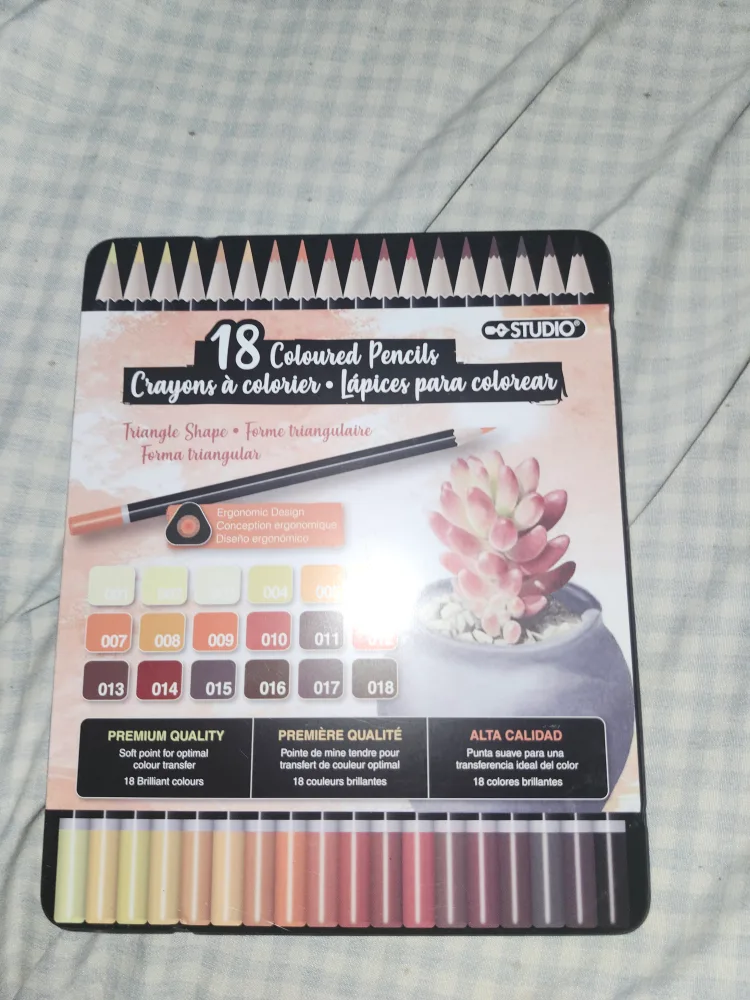 STUDIO®
18 Coloured Pencils
Crayons à colorier • Lápices para colorear
Triangle Shape • Forme triangulaire
Forma triangular
Ergonomic Design
Conception ergonomique
Diseño ergonómico
004
007 008 009 010 011 012
013 014 015 016 017 018
PREMIUM QUALITY
Soft point for optimal
colour transfer
18 Brilliant colours
PREMIÈRE QUALITÉ
Pointe de mine tendre pour
transfert de couleur optimal
18 couleurs brillantes
ALTA CALIDAD
Punta suave para una
transferencia ideal del color
18 colores brillantes